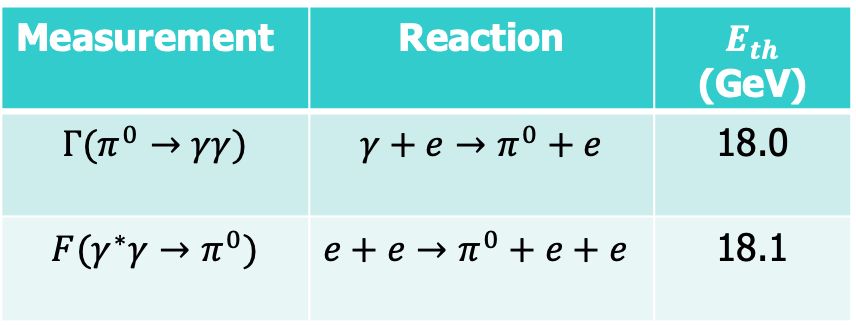 Measurement Reaction E_th
(GeV)
Γ(π⁰ → γγ) γ + e → π⁰ + e 18.0
F(γ*γ → π⁰) e + e → π⁰ + e + e 18.1